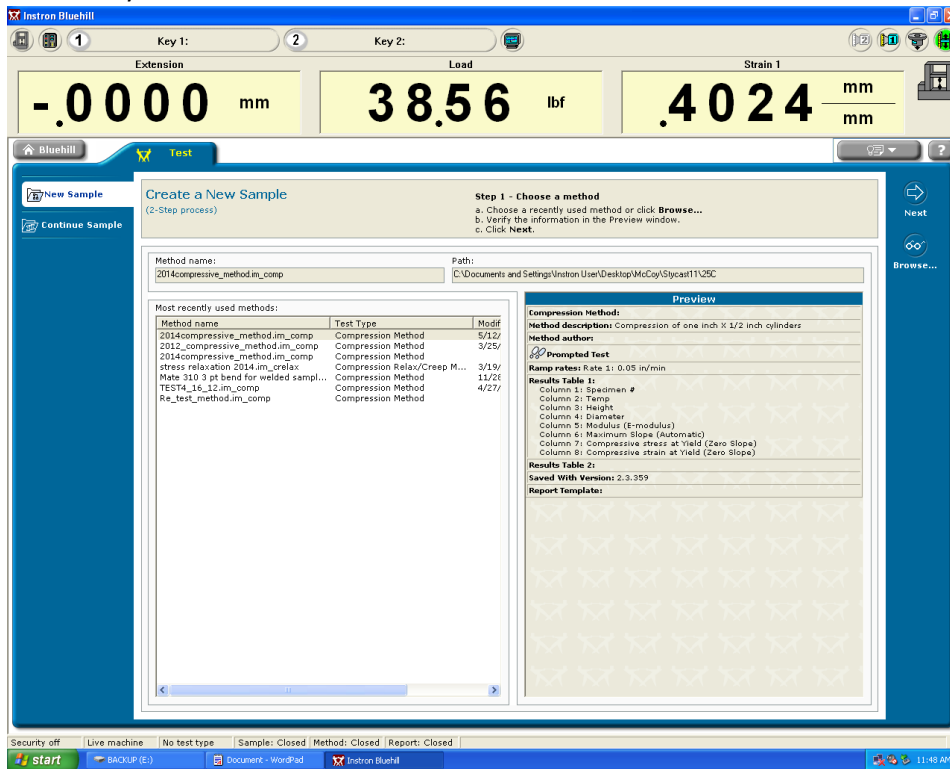 Instron Bluehill
1 Key 1: 2 Key 2:
Extension Load Strain 1
-.0000 mm 38.56 lbf .4024 mm
mm
Bluehill Test
New Sample
Continue Sample
Create a New Sample
(2-Step process)
Step 1 - Choose a method
a. Choose a recently used method or click Browse...
b. Verify the information in the Preview window.
c. Click Next.
Next
Browse...
Method name: Path:
2014compressive_method.im_comp C:\Documents and Settings\Instron User\Desktop\McCoy\Stycast11\25C
Most recently used methods:
Method name Test Type Modif
2014compressive_method.im_comp Compression Method 5/12/
2012_compressive_method.im_comp Compression Method 3/25/
2014compressive_method.im_comp Compression Method
stress relaxation 2014.im_crelax Compression Relax/Creep M... 3/19/
Mate 310 3 pt bend for welded sampl... Compression Method 11/28
TEST4_16_12.im_comp Compression Method 4/27/
Re_test_method.im_comp Compression Method
Preview
Compression Method:
Method description: Compression of one inch X 1/2 inch cylinders
Method author:
Prompted Test
Ramp rates: Rate 1: 0.05 in/min
Results Table 1:
Column 1: Specimen #
Column 2: Temp
Column 3: Height
Column 4: Diameter
Column 5: Modulus (E-modulus)
Column 6: Maximum Slope (Automatic)
Column 7: Compressive stress at Yield (Zero Slope)
Column 8: Compressive strain at Yield (Zero Slope)
Results Table 2:
Saved With Version: 2.3.359
Report Template:
Security off Live machine No test type Sample: Closed Method: Closed Report: Closed
start BACKUP (E:) Document - WordPad Instron Bluehill 11:48 AM